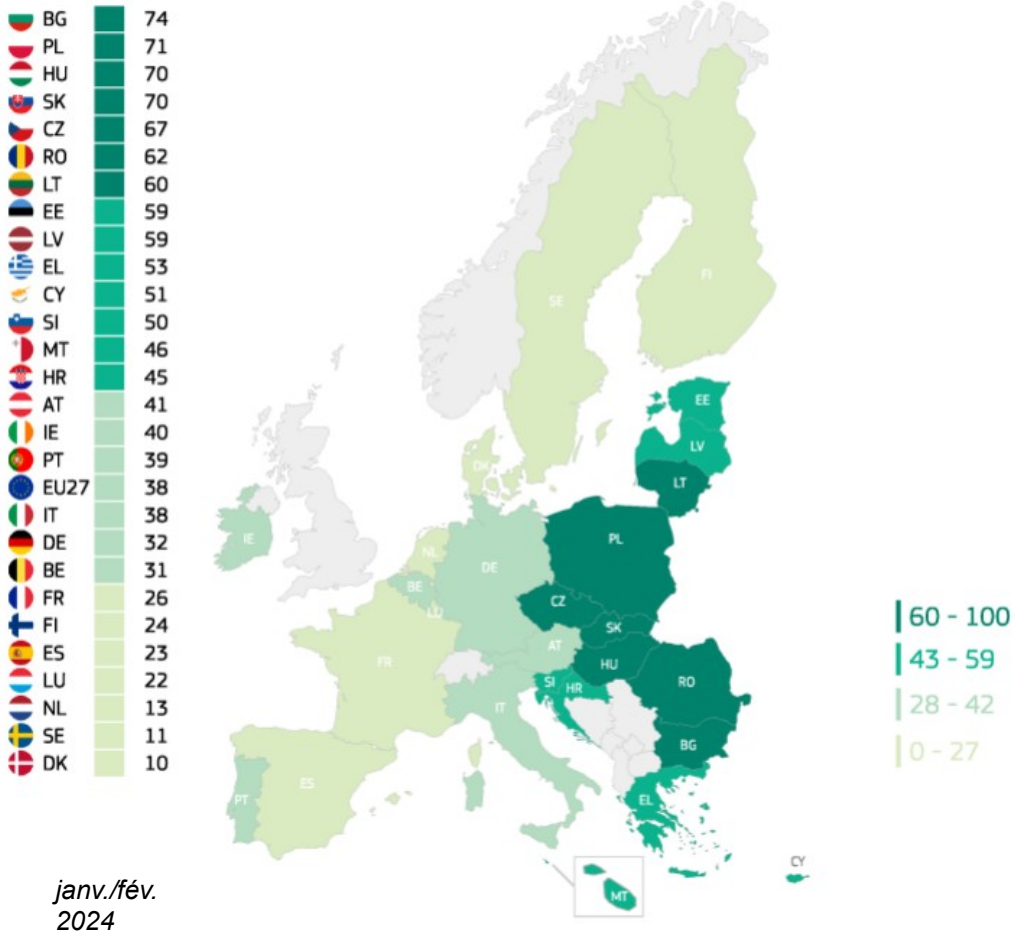 BG 74
PL 71
HU 70
SK 70
CZ 67
RO 62
LT 60
EE 59
LV 59
EL 53
CY 51
SI 50
MT 46
HR 45
AT 41
IE 40
PT 39
EU27 38
IT 38
DE 32
BE 31
FR 26
FI 24
ES 23
LU 22
NL 13
SE 11
DK 10
janv./fév.
2024
FI
SE
EE
LV
DK
LT
IE
PL
NL
DE
BE
CZ
LU
SK
AT
HU
FR
SI
HR
RO
IT
BG
ES
PT
EL
CY
MT
60 - 100
43 - 59
28 - 42
0 - 27